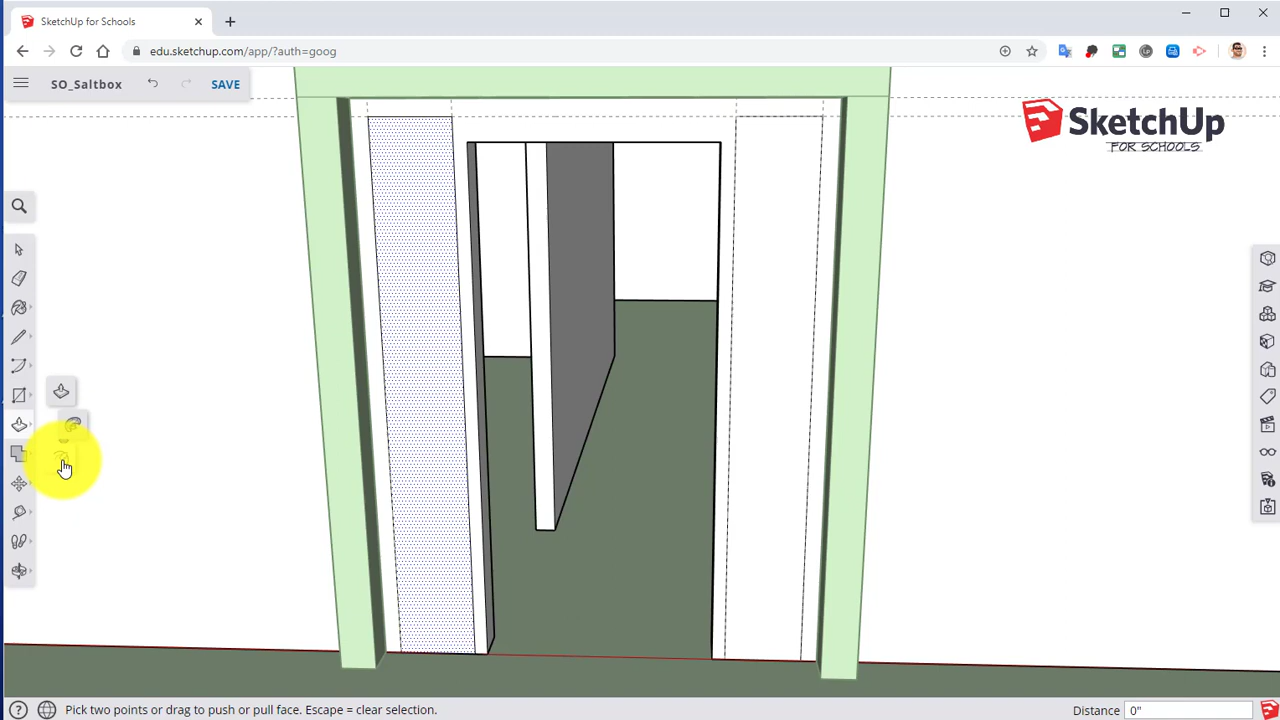 SketchUp for Schools
edu.sketchup.com/app/?auth=goog
SO_Saltbox
SAVE
SketchUp
FOR SCHOOLS
Pick two points or drag to push or pull face. Escape = clear selection.
Distance 0"